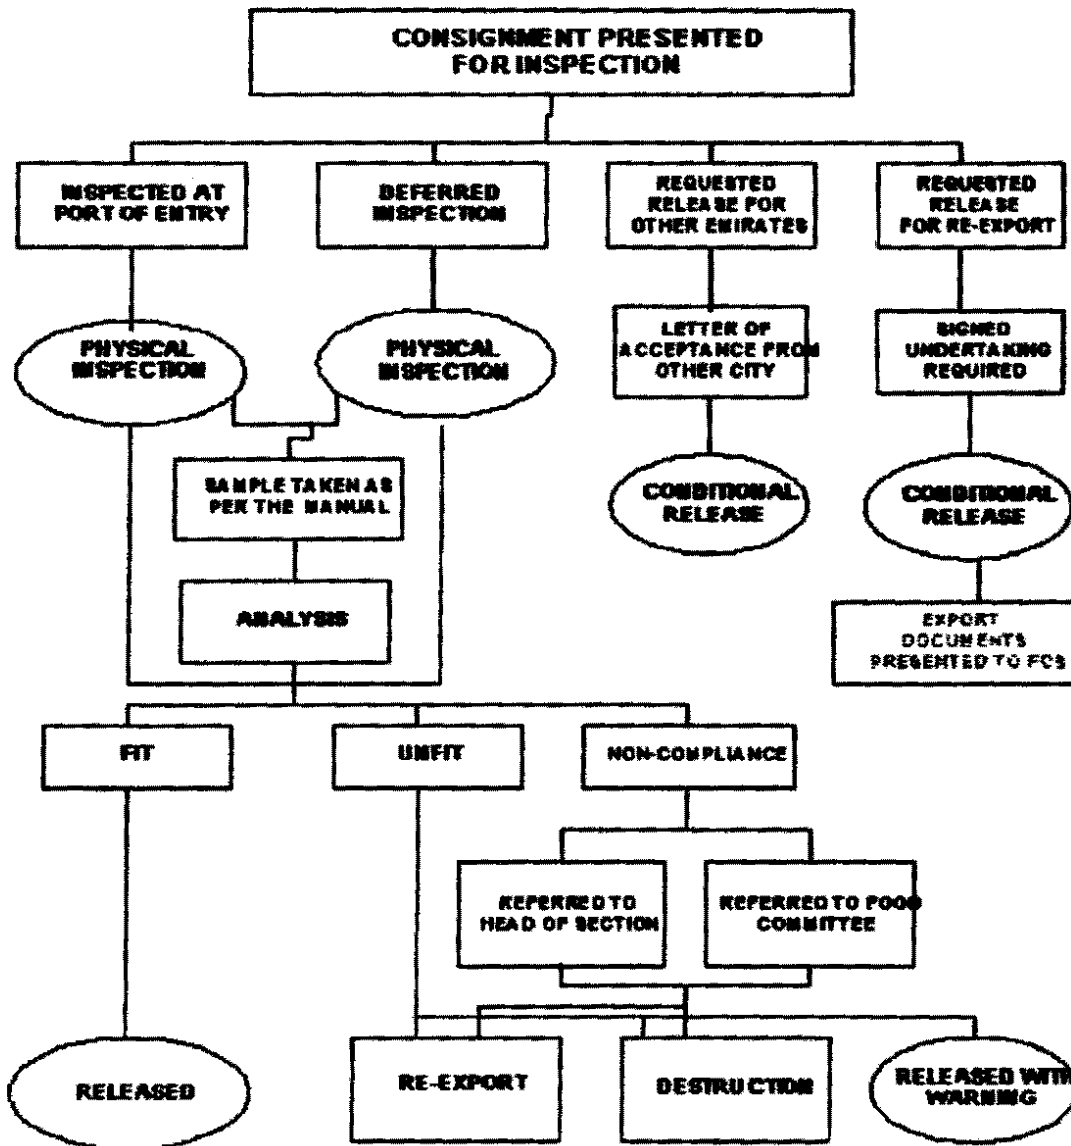 CONSIGNMENT PRESENTED
FOR INSPECTION
INSPECTED AT
PORT OF ENTRY
DEFERRED
INSPECTION
REQUESTED
RELEASE FOR
OTHER EMIRATES
REQUESTED
RELEASE
FOR RE-EXPORT
PHYSICAL
INSPECTION
PHYSICAL
INSPECTION
LETTER OF
ACCEPTANCE FROM
OTHER CITY
SIGNED
UNDERTAKING
REQUIRED
SAMPLE TAKEN AS
PER THE MANUAL
CONDITIONAL
RELEASE
CONDITIONAL
RELEASE
ANALYSIS
EXPORT
DOCUMENTS
PRESENTED TO FCS
FIT
UNFIT
NON-COMPLIANCE
REFERRED TO
HEAD OF SECTION
REFERRED TO FOOD
COMMITTEE
RELEASED
RE-EXPORT
DESTRUCTION
RELEASED WITH
WARNING